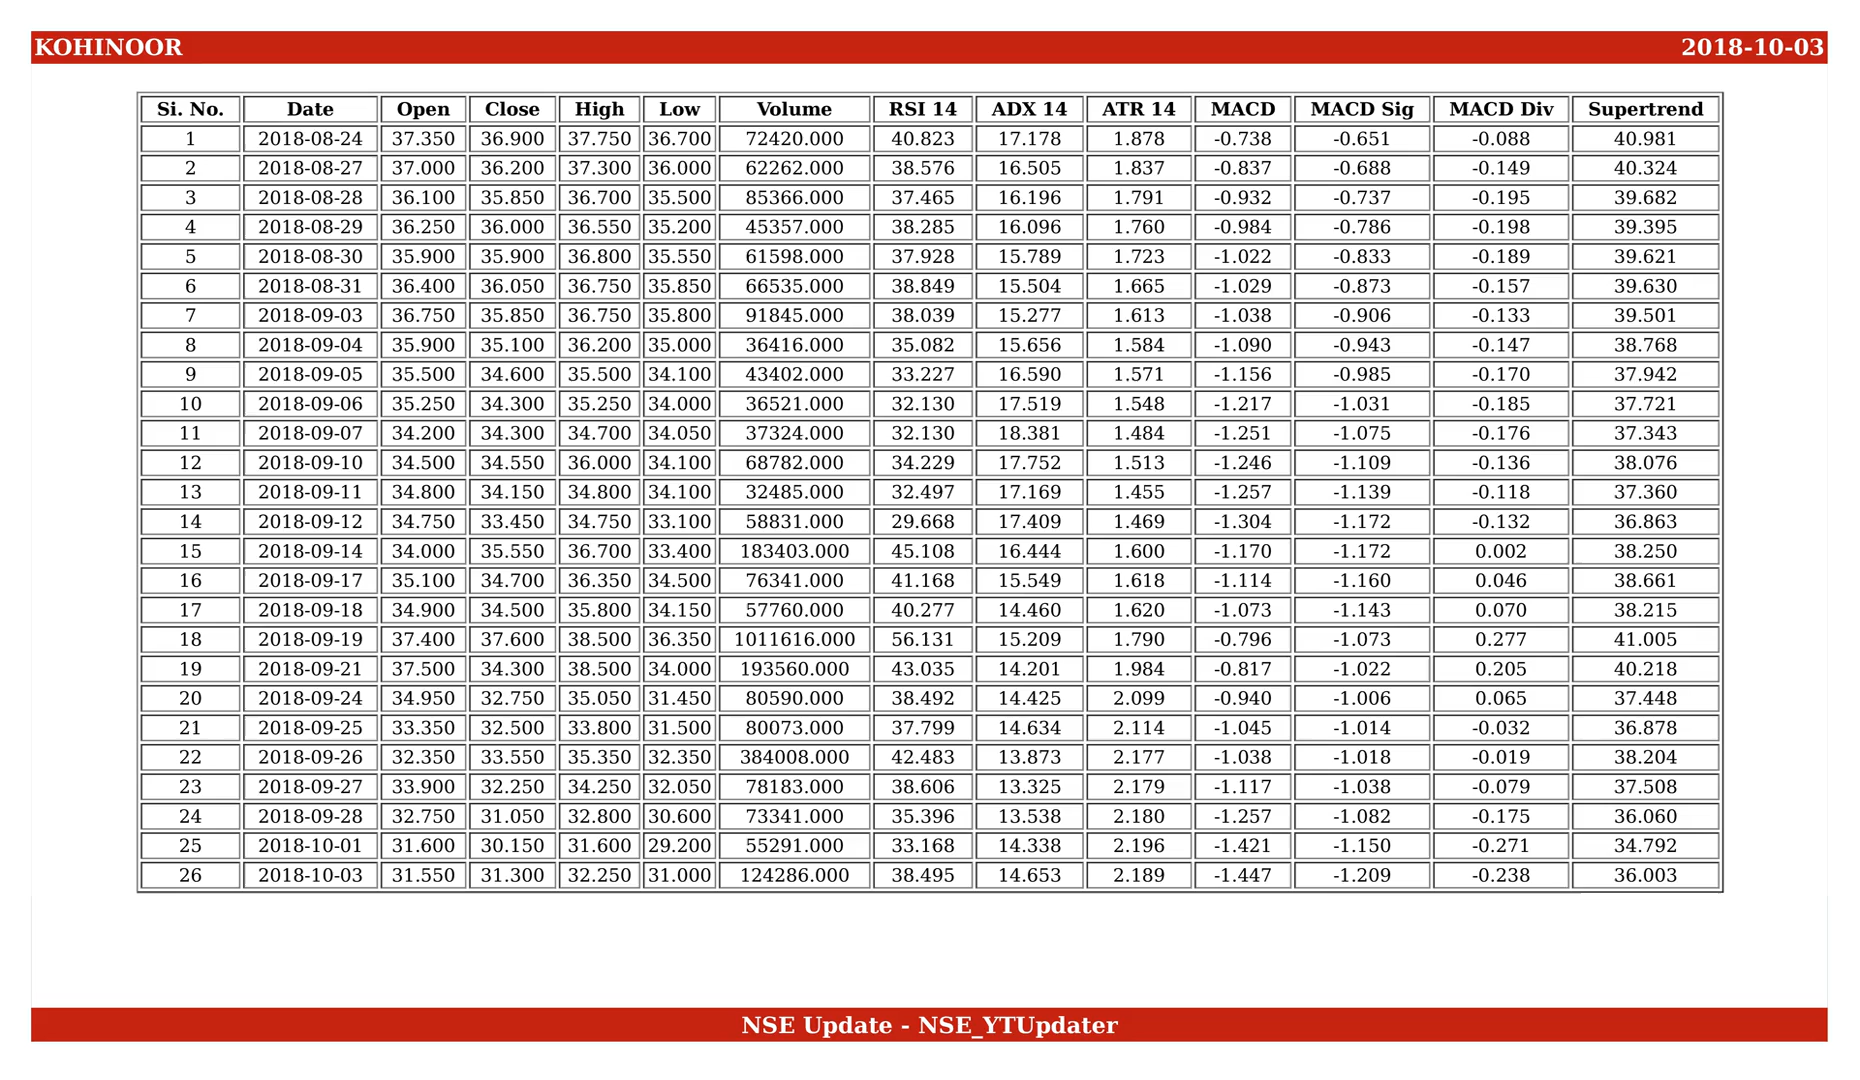 KOHINOOR 2018-10-03
Si. No. Date Open Close High Low Volume RSI 14 ADX 14 ATR 14 MACD MACD Sig MACD Div Supertrend
1 2018-08-24 37.350 36.900 37.750 36.700 72420.000 40.823 17.178 1.878 -0.738 -0.651 -0.088 40.981
2 2018-08-27 37.000 36.200 37.300 36.000 62262.000 38.576 16.505 1.837 -0.837 -0.688 -0.149 40.324
3 2018-08-28 36.100 35.850 36.700 35.500 85366.000 37.465 16.196 1.791 -0.932 -0.737 -0.195 39.682
4 2018-08-29 36.250 36.000 36.550 35.200 45357.000 38.285 16.096 1.760 -0.984 -0.786 -0.198 39.395
5 2018-08-30 35.900 35.900 36.800 35.550 61598.000 37.928 15.789 1.723 -1.022 -0.833 -0.189 39.621
6 2018-08-31 36.400 36.050 36.750 35.850 66535.000 38.849 15.504 1.665 -1.029 -0.873 -0.157 39.630
7 2018-09-03 36.750 35.850 36.750 35.800 91845.000 38.039 15.277 1.613 -1.038 -0.906 -0.133 39.501
8 2018-09-04 35.900 35.100 36.200 35.000 36416.000 35.082 15.656 1.584 -1.090 -0.943 -0.147 38.768
9 2018-09-05 35.500 34.600 35.500 34.100 43402.000 33.227 16.590 1.571 -1.156 -0.985 -0.170 37.942
10 2018-09-06 35.250 34.300 35.250 34.000 36521.000 32.130 17.519 1.548 -1.217 -1.031 -0.185 37.721
11 2018-09-07 34.200 34.300 34.700 34.050 37324.000 32.130 18.381 1.484 -1.251 -1.075 -0.176 37.343
12 2018-09-10 34.500 34.550 36.000 34.100 68782.000 34.229 17.752 1.513 -1.246 -1.109 -0.136 38.076
13 2018-09-11 34.800 34.150 34.800 34.100 32485.000 32.497 17.169 1.455 -1.257 -1.139 -0.118 37.360
14 2018-09-12 34.750 33.450 34.750 33.100 58831.000 29.668 17.409 1.469 -1.304 -1.172 -0.132 36.863
15 2018-09-14 34.000 35.550 36.700 33.400 183403.000 45.108 16.444 1.600 -1.170 -1.172 0.002 38.250
16 2018-09-17 35.100 34.700 36.350 34.500 76341.000 41.168 15.549 1.618 -1.114 -1.160 0.046 38.661
17 2018-09-18 34.900 34.500 35.800 34.150 57760.000 40.277 14.460 1.620 -1.073 -1.143 0.070 38.215
18 2018-09-19 37.400 37.600 38.500 36.350 1011616.000 56.131 15.209 1.790 -0.796 -1.073 0.277 41.005
19 2018-09-21 37.500 34.300 38.500 34.000 193560.000 43.035 14.201 1.984 -0.817 -1.022 0.205 40.218
20 2018-09-24 34.950 32.750 35.050 31.450 80590.000 38.492 14.425 2.099 -0.940 -1.006 0.065 37.448
21 2018-09-25 33.350 32.500 33.800 31.500 80073.000 37.799 14.634 2.114 -1.045 -1.014 -0.032 36.878
22 2018-09-26 32.350 33.550 35.350 32.350 384008.000 42.483 13.873 2.177 -1.038 -1.018 -0.019 38.204
23 2018-09-27 33.900 32.250 34.250 32.050 78183.000 38.606 13.325 2.179 -1.117 -1.038 -0.079 37.508
24 2018-09-28 32.750 31.050 32.800 30.600 73341.000 35.396 13.538 2.180 -1.257 -1.082 -0.175 36.060
25 2018-10-01 31.600 30.150 31.600 29.200 55291.000 33.168 14.338 2.196 -1.421 -1.150 -0.271 34.792
26 2018-10-03 31.550 31.300 32.250 31.000 124286.000 38.495 14.653 2.189 -1.447 -1.209 -0.238 36.003
NSE Update - NSE_YTUpdater